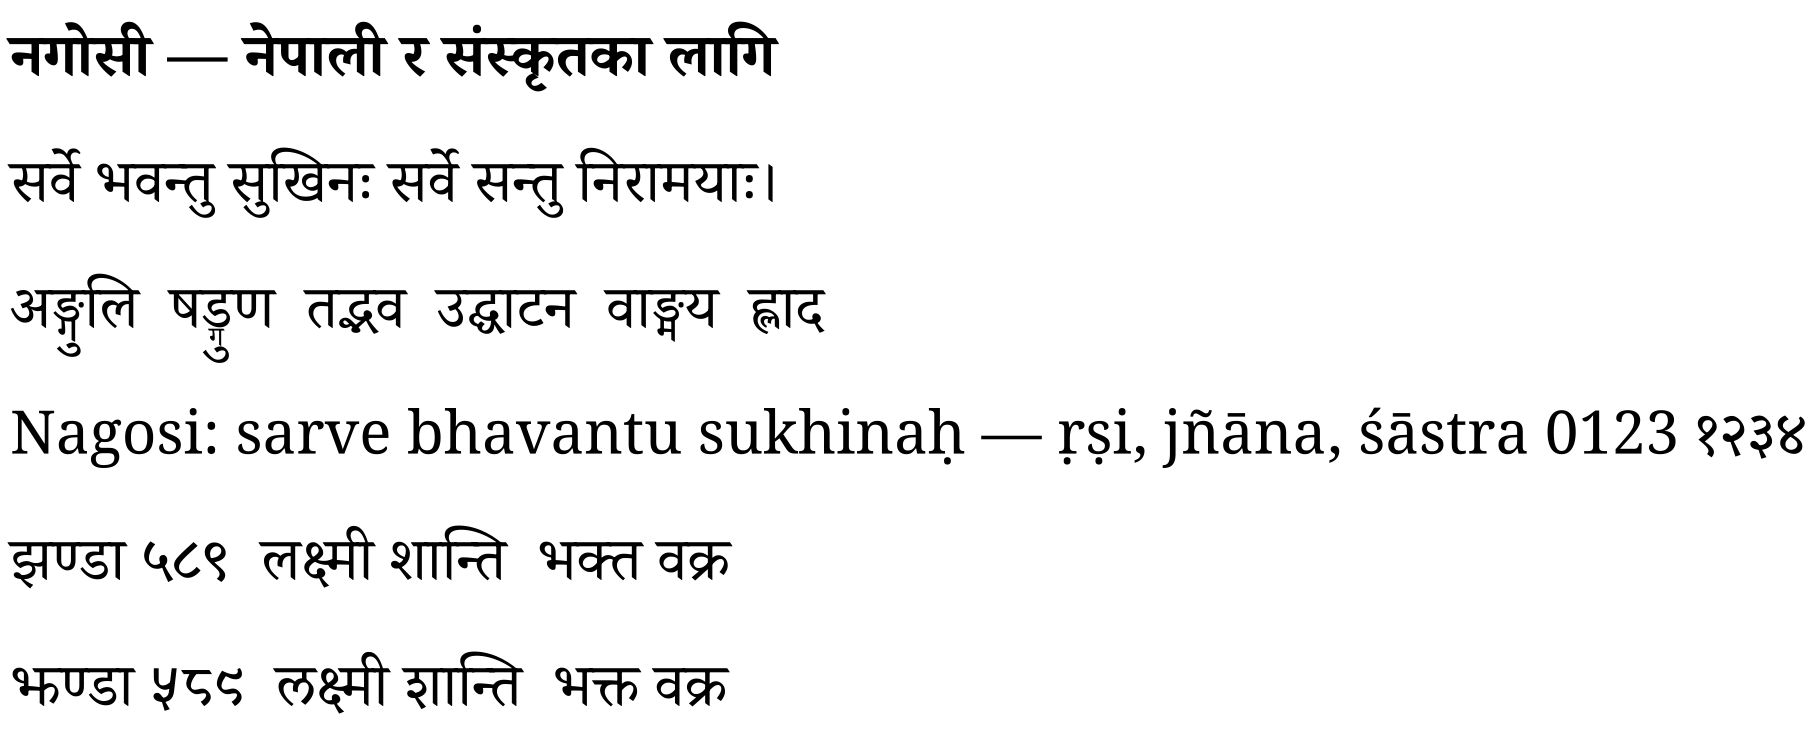 नगोसी — नेपाली र संस्कृतका लागि
सर्वे भवन्तु सुखिनः सर्वे सन्तु निरामयाः।
अङ्गुलि षड्गुण तद्भव उद्घाटन वाङ्मय ह्लाद
Nagosi: sarve bhavantu sukhinaḥ — ṛṣi, jñāna, śāstra 0123 १२३४
झण्डा ५८९ लक्ष्मी शान्ति भक्त वक्र
झण्डा ५८९ लक्ष्मी शान्ति भक्त वक्र